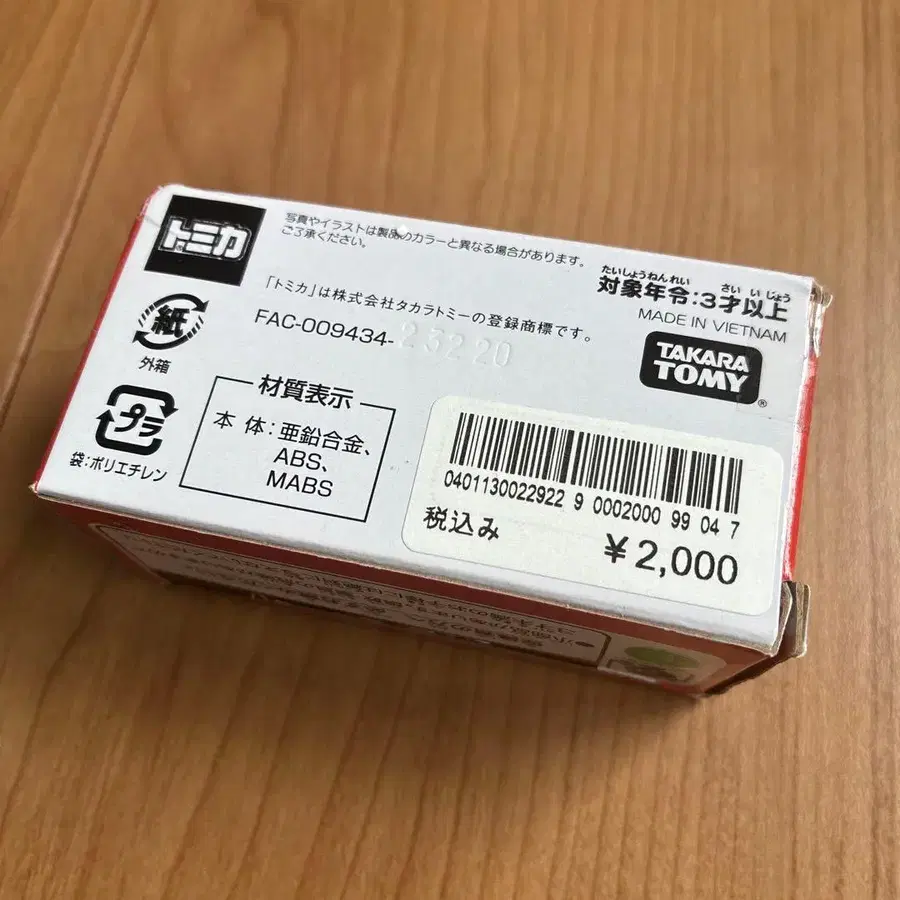 トミカ
写真やイラストは製品のカラーと異なる場合があります。
ご了承ください。
たいしょうねんれい さい いじょう
対象年令:3才以上
MADE IN VIETNAM
「トミカ」は株式会社タカラトミーの登録商標です。
FAC-009434-23220
TAKARA
TOMY
®
紙
外箱
プラ
袋:ポリエチレン
材質表示
本 体:亜鉛合金、
ABS、
MABS
0401130022922 9 0002000 99 04 7
税込み
¥2,000